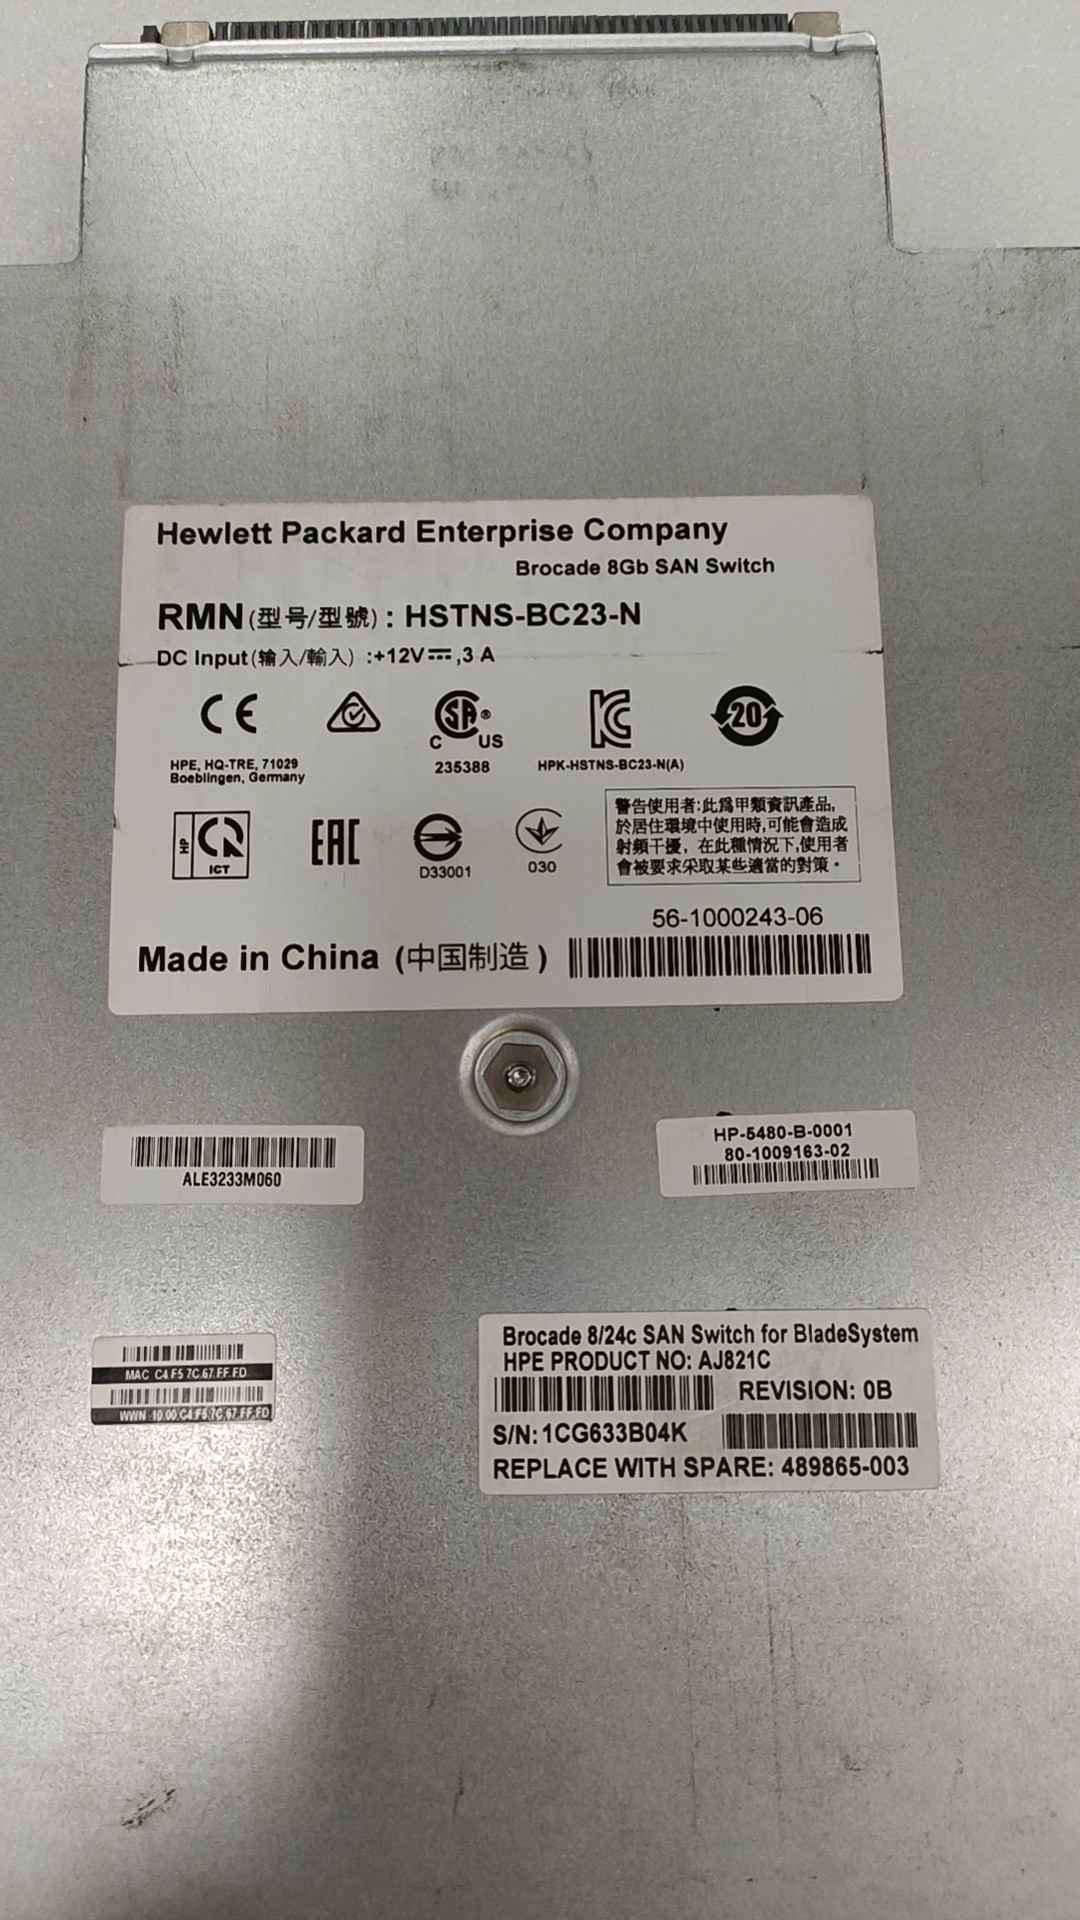 Hewlett Packard Enterprise Company
Brocade 8Gb SAN Switch
RMN(型号/型號) : HSTNS-BC23-N
DC Input(输入/輸入) :+12V⎓,3 A
CE
SA®
C US
20
HPE, HQ-TRE, 71029
Boeblingen, Germany
235388
HPK-HSTNS-BC23-N(A)
HP
ICT
EAC
D33001
030
警告使用者:此爲甲類資訊產品,
於居住環境中使用時,可能會造成
射頻干擾，在此種情況下,使用者
會被要求采取某些適當的對策。
56-1000243-06
Made in China (中国制造)
ALE3233M060
HP-5480-B-0001
80-1009163-02
MAC C4 F5 7C 67 FF FD
WWN 10 00 C4 F5 7C 67 FF FD
Brocade 8/24c SAN Switch for BladeSystem
HPE PRODUCT NO: AJ821C
REVISION: 0B
S/N: 1CG633B04K
REPLACE WITH SPARE: 489865-003